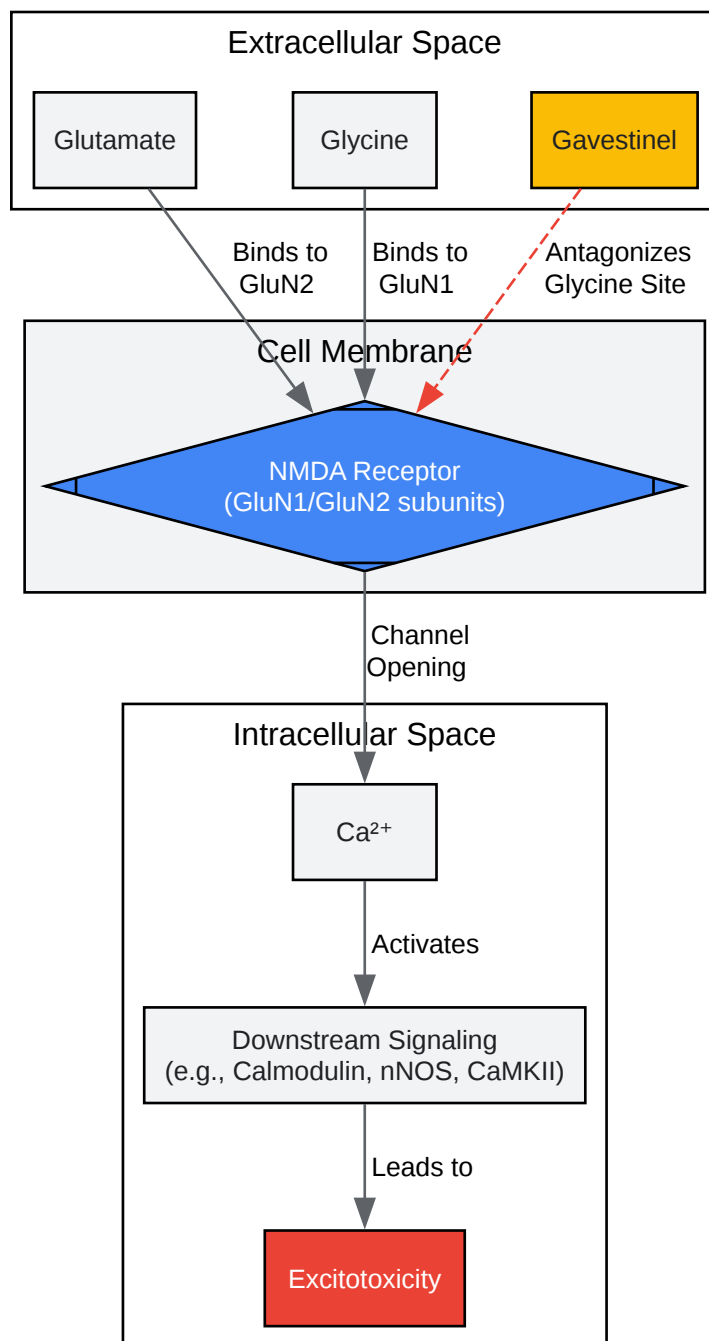 Extracellular Space
Glutamate
Glycine
Gavestinel
Binds to
GluN2
Binds to
GluN1
Antagonizes
Glycine Site
Cell Membrane
NMDA Receptor
(GluN1/GluN2 subunits)
Channel
Opening
Intracellular Space
Ca²⁺
Activates
Downstream Signaling
(e.g., Calmodulin, nNOS, CaMKII)
Leads to
Excitotoxicity